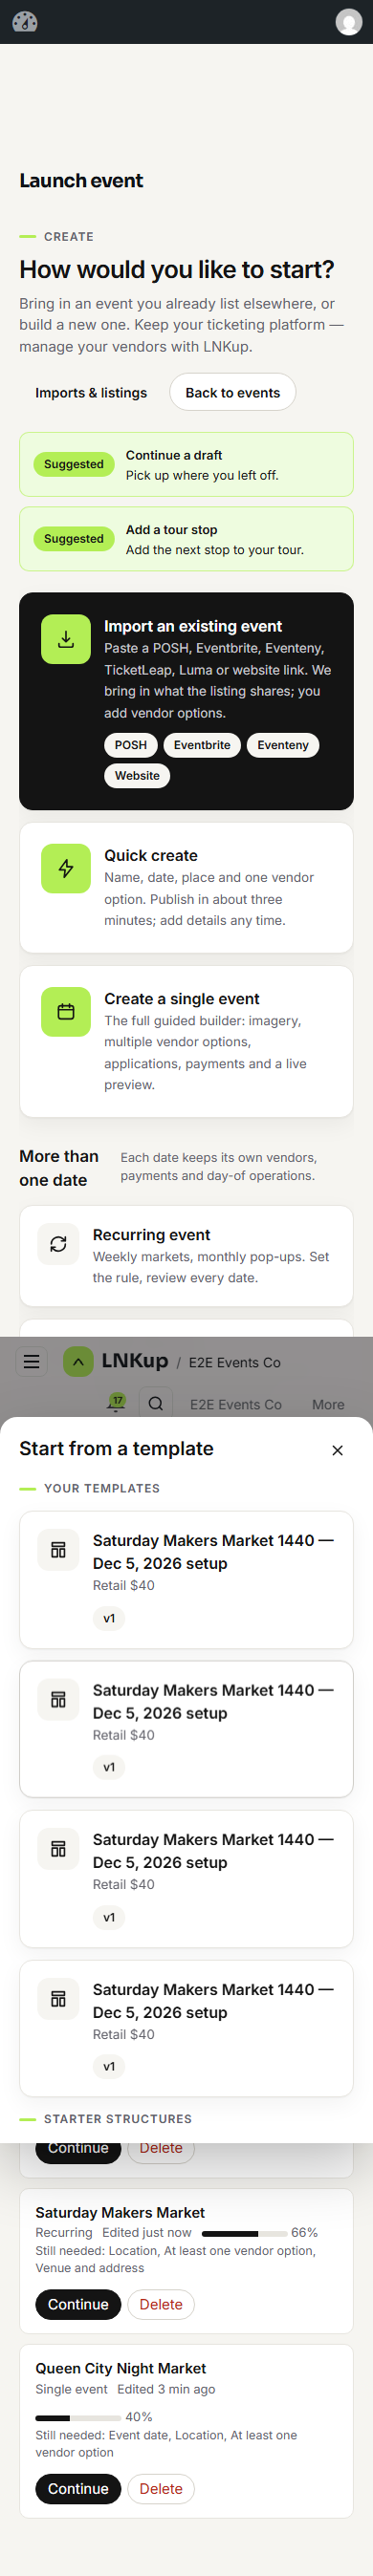 Launch event
CREATE
How would you like to start?
Bring in an event you already list elsewhere, or
build a new one. Keep your ticketing platform —
manage your vendors with LNKup.
Imports & listings
Back to events
Suggested
Continue a draft
Pick up where you left off.
Suggested
Add a tour stop
Add the next stop to your tour.
Import an existing event
Paste a POSH, Eventbrite, Eventeny,
TicketLeap, Luma or website link. We
bring in what the listing shares; you
add vendor options.
POSH
Eventbrite
Eventeny
Website
Quick create
Name, date, place and one vendor
option. Publish in about three
minutes; add details any time.
Create a single event
The full guided builder: imagery,
multiple vendor options,
applications, payments and a live
preview.
More than
one date
Each date keeps its own vendors,
payments and day-of operations.
Recurring event
Weekly markets, monthly pop-ups. Set
the rule, review every date.
LNKup / E2E Events Co
17
E2E Events Co
More
Start from a template
YOUR TEMPLATES
Saturday Makers Market 1440 —
Dec 5, 2026 setup
Retail $40
v1
Saturday Makers Market 1440 —
Dec 5, 2026 setup
Retail $40
v1
Saturday Makers Market 1440 —
Dec 5, 2026 setup
Retail $40
v1
Saturday Makers Market 1440 —
Dec 5, 2026 setup
Retail $40
v1
STARTER STRUCTURES
Continue
Delete
Saturday Makers Market
Recurring Edited just now 66%
Still needed: Location, At least one vendor option,
Venue and address
Continue
Delete
Queen City Night Market
Single event Edited 3 min ago
40%
Still needed: Event date, Location, At least one
vendor option
Continue
Delete